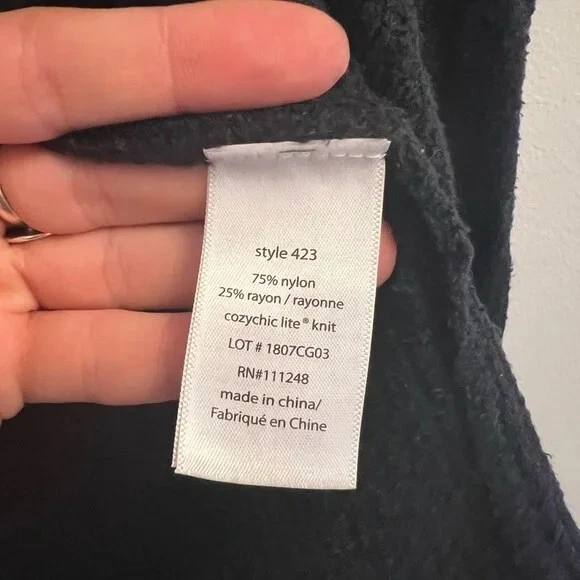 style 423
75% nylon
25% rayon / rayonne
cozychic lite® knit
LOT # 1807CG03
RN#111248
made in china/
Fabriqué en Chine